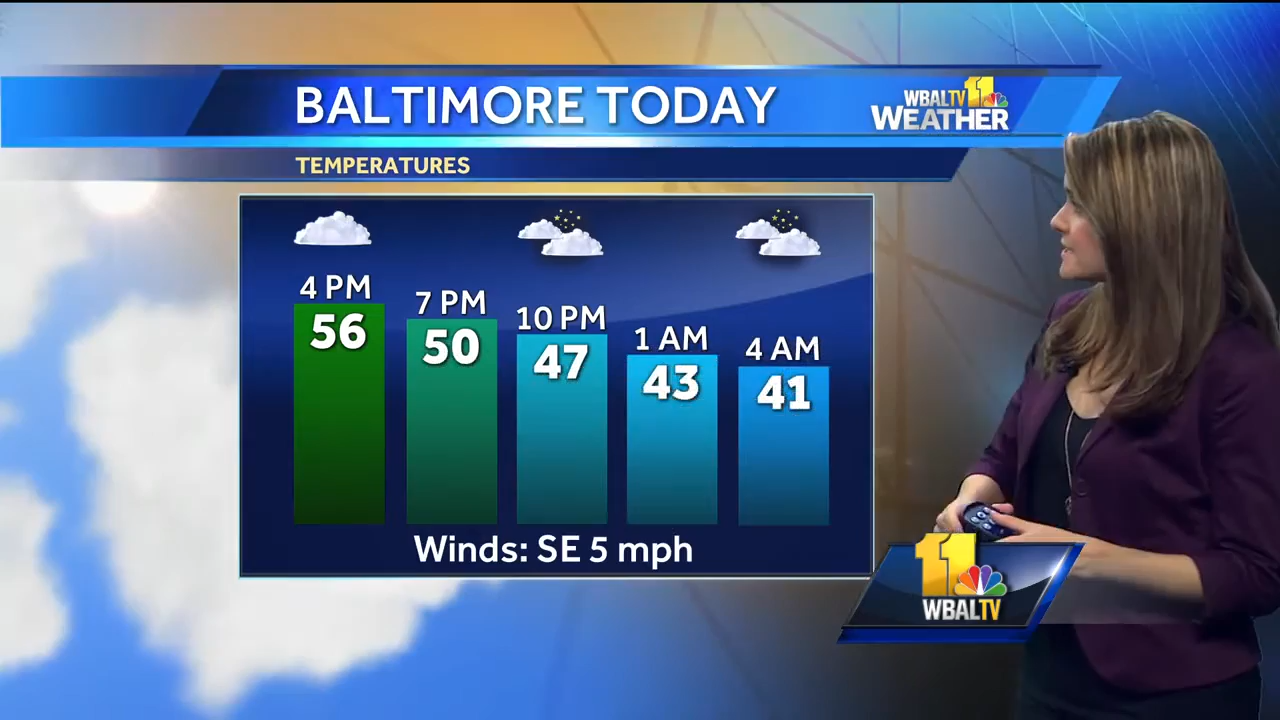 BALTIMORE TODAY
WBALTV 11
WEATHER
TEMPERATURES
4 PM
56
7 PM
50
10 PM
47
1 AM
43
4 AM
41
Winds: SE 5 mph
11
WBALTV